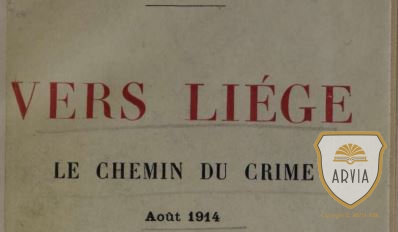 VERS LIÉGE
LE CHEMIN DU CRIME
Août 1914
ARVIA